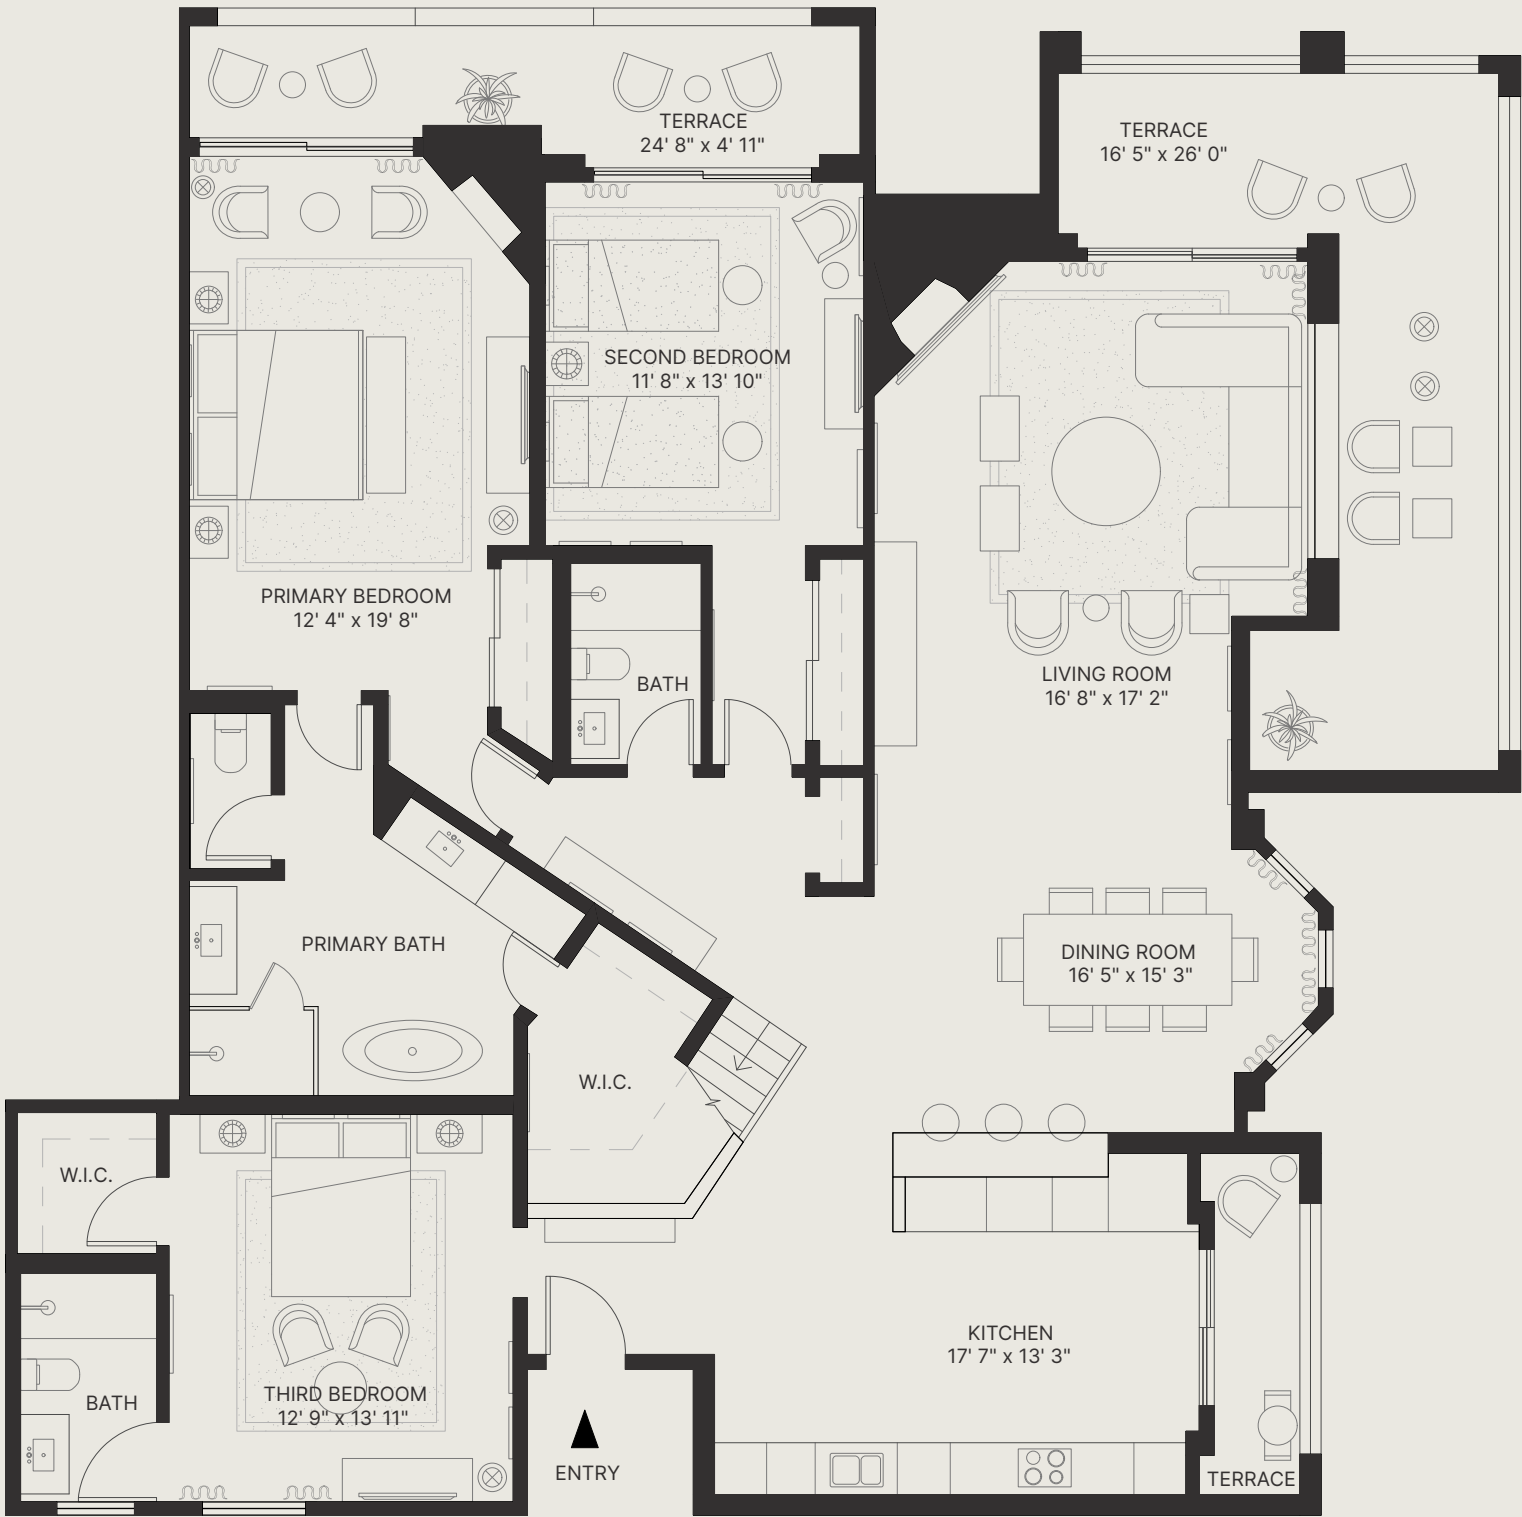 TERRACE
24' 8" x 4' 11"
TERRACE
16' 5" x 26' 0"
SECOND BEDROOM
11' 8" x 13' 10"
PRIMARY BEDROOM
12' 4" x 19' 8"
BATH
LIVING ROOM
16' 8" x 17' 2"
PRIMARY BATH
DINING ROOM
16' 5" x 15' 3"
W.I.C.
W.I.C.
KITCHEN
17' 7" x 13' 3"
THIRD BEDROOM
12' 9" x 13' 11"
BATH
ENTRY
TERRACE